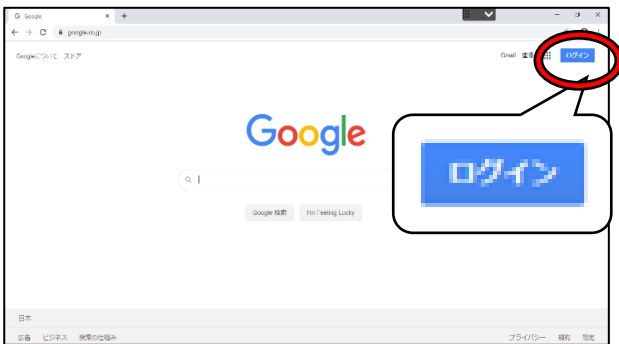 G Google × +
google.co.jp
Googleについて ストア
Gmail 画像 ログイン
Google
ログイン
Google 検索 I'm Feeling Lucky
日本
広告 ビジネス 検索の仕組み プライバシー 規約 設定